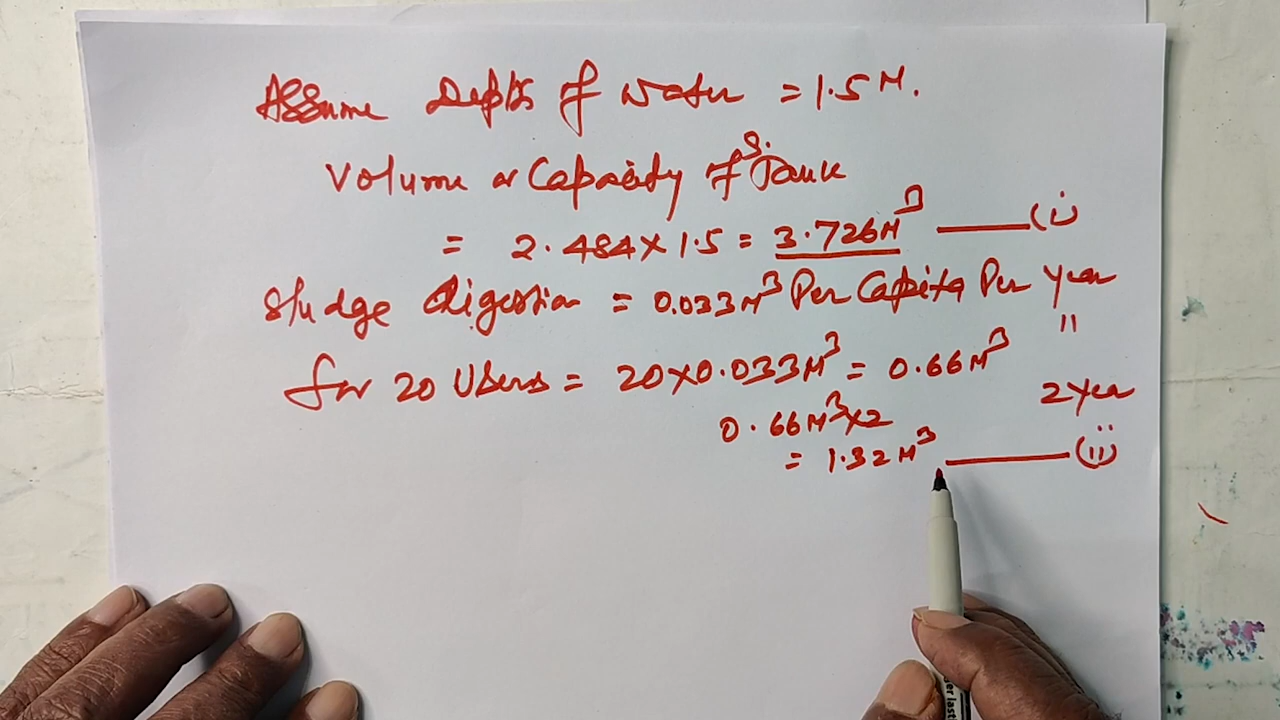 Assume Depth of Water = 1.5 M.
Volume or Capacity of S. Tank
= 2.484 X 1.5 = 3.726 M³ —— (i)
Sludge digestion = 0.033 M³ Per Capita Per Year
for 20 Users = 20 X 0.033 M³ = 0.66 M³ "
0.66 M³ X 2 2 Year
= 1.32 M³ —— (ii)